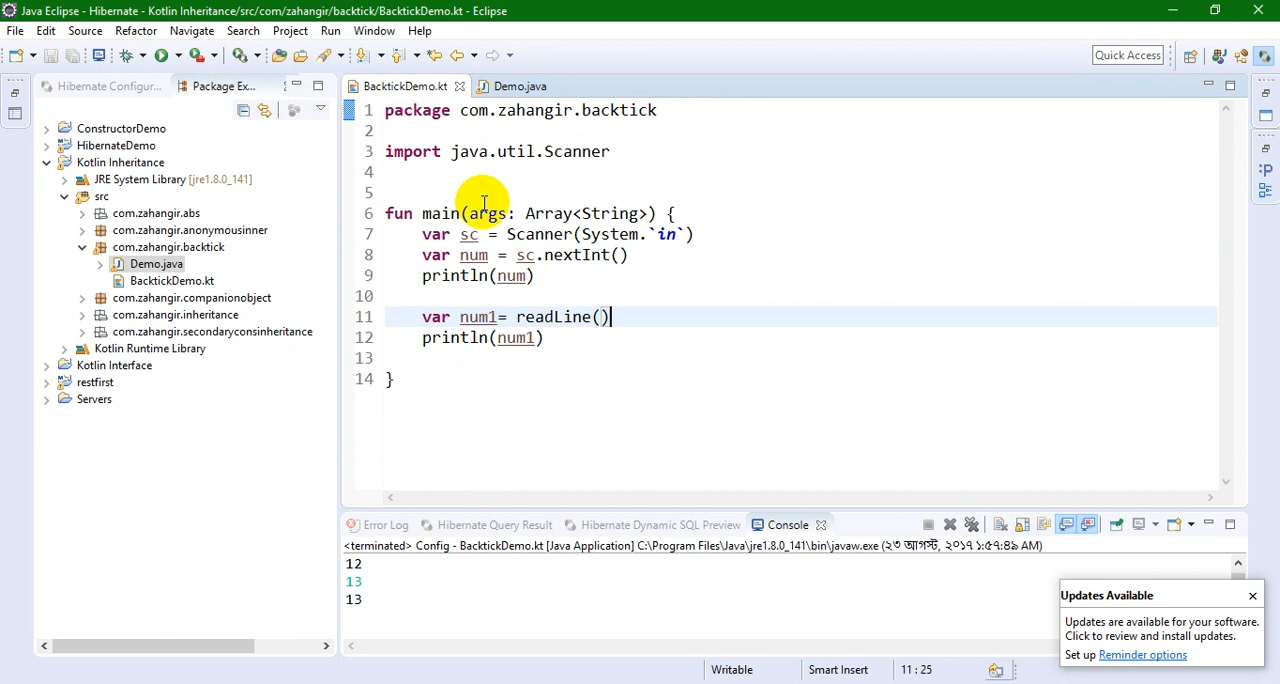 Java Eclipse - Hibernate - Kotlin Inheritance/src/com/zahangir/backtick/BacktickDemo.kt - Eclipse
File Edit Source Refactor Navigate Search Project Run Window Help
Quick Access
Hibernate Configur... Package Ex...
BacktickDemo.kt Demo.java
ConstructorDemo
HibernateDemo
Kotlin Inheritance
JRE System Library [jre1.8.0_141]
src
com.zahangir.abs
com.zahangir.anonymousinner
com.zahangir.backtick
Demo.java
BacktickDemo.kt
com.zahangir.companionobject
com.zahangir.inheritance
com.zahangir.secondaryconsinheritance
Kotlin Runtime Library
Kotlin Interface
restfirst
Servers
1 package com.zahangir.backtick
2
3 import java.util.Scanner
4
5
6 fun main(args: Array<String>) {
7 var sc = Scanner(System.`in`)
8 var num = sc.nextInt()
9 println(num)
10
11 var num1= readLine()
12 println(num1)
13
14 }
Error Log Hibernate Query Result Hibernate Dynamic SQL Preview Console
<terminated> Config - BacktickDemo.kt [Java Application] C:\Program Files\Java\jre1.8.0_141\bin\javaw.exe (২৩ আগস্ট, ২০১৭ ১:৫৭:৪৯ AM)
12
13
13
Updates Available
Updates are available for your software.
Click to review and install updates.
Set up Reminder options
Writable Smart Insert 11 : 25